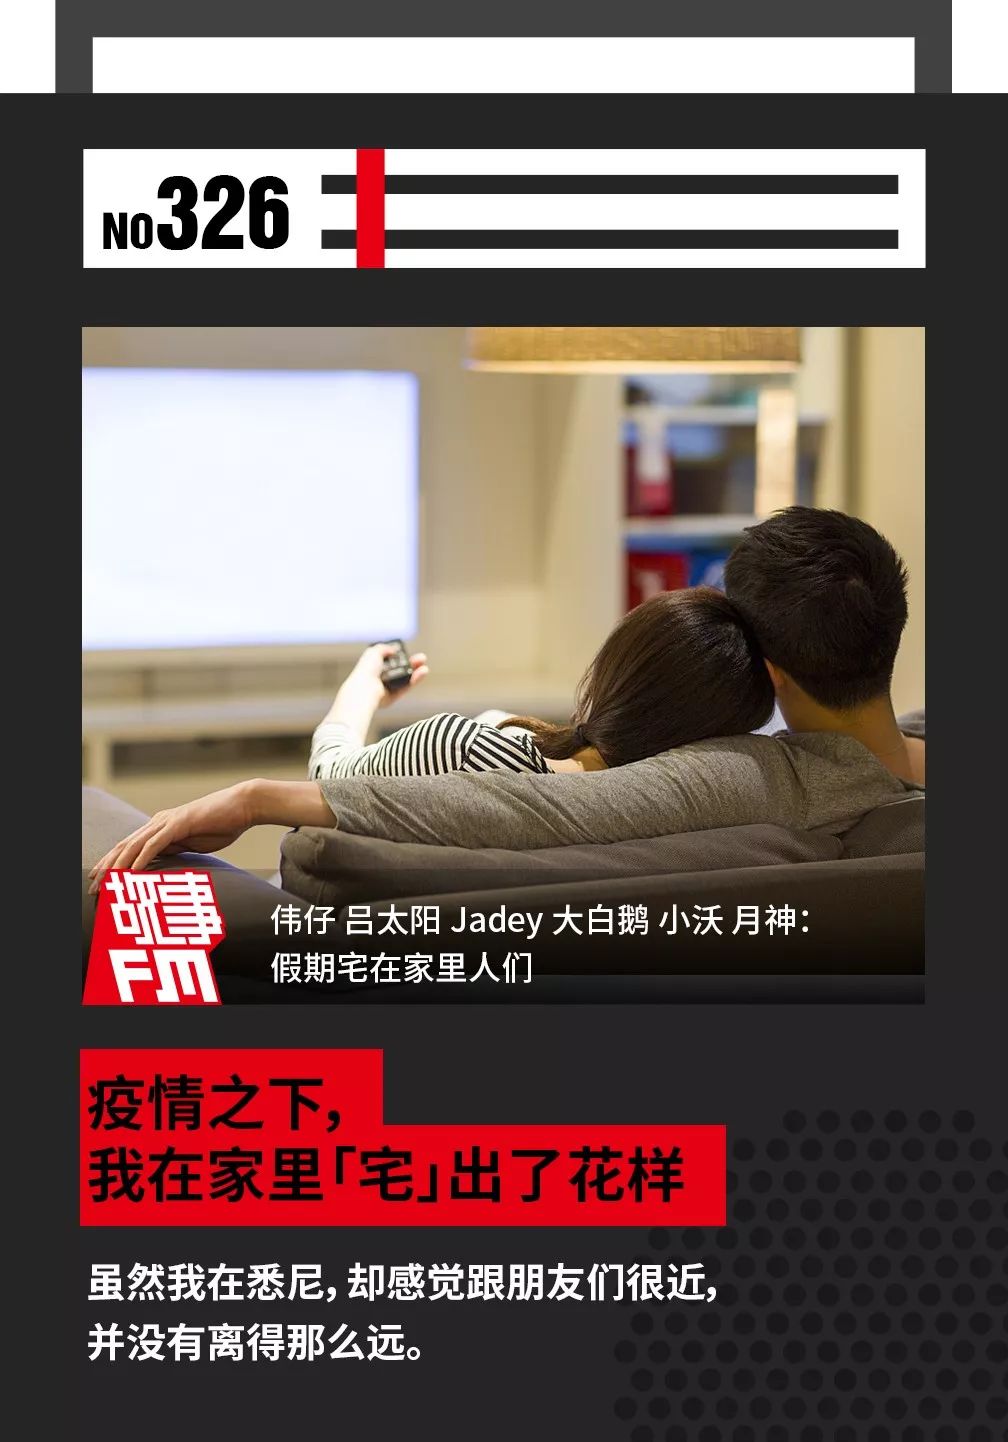 NO326
故事
FM
伟仔 吕太阳 Jadey 大白鹅 小沃 月神：
假期宅在家里人们
疫情之下，
我在家里「宅」出了花样
虽然我在悉尼，却感觉跟朋友们很近，
并没有离得那么远。